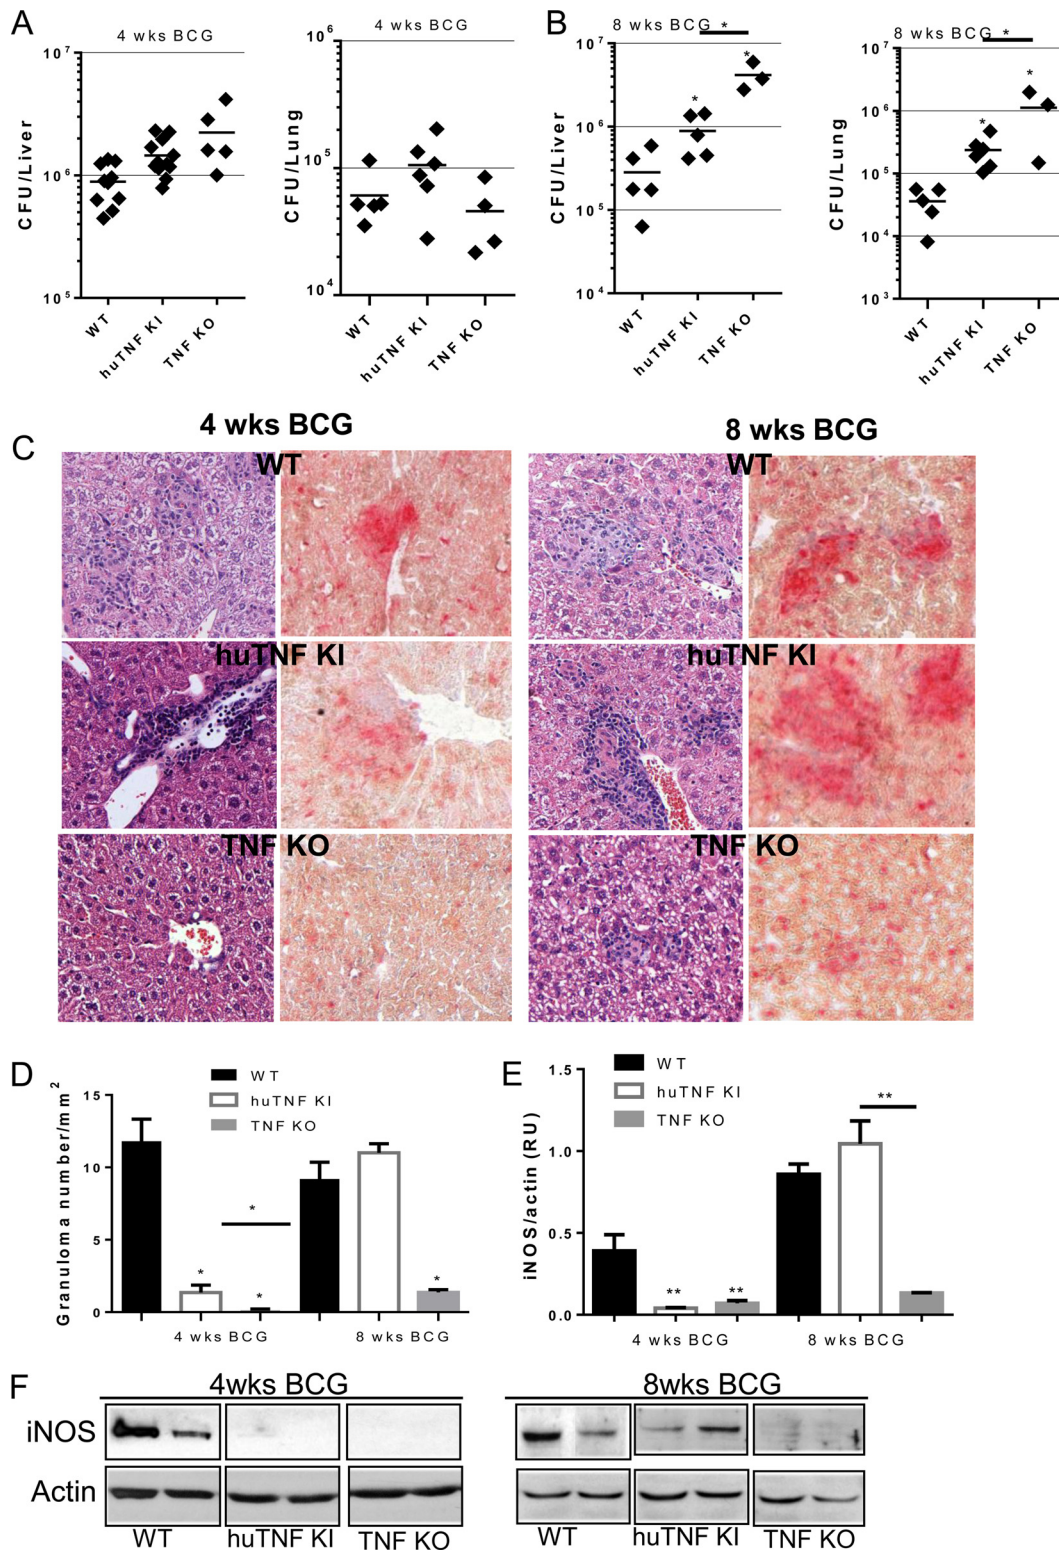 A
4 wks BCG
10^7
10^6
10^5
CFU/Liver
WT
huTNF KI
TNF KO
4 wks BCG
10^6
10^5
10^4
CFU/Lung
WT
huTNF KI
TNF KO
B
8 wks BCG
*
*
*
10^7
10^6
10^5
10^4
CFU/Liver
WT
huTNF KI
TNF KO
8 wks BCG
*
*
*
10^7
10^6
10^5
10^4
10^3
CFU/Lung
WT
huTNF KI
TNF KO
C
4 wks BCG
WT
huTNF KI
TNF KO
8 wks BCG
WT
huTNF KI
TNF KO
D
WT
huTNF KI
TNF KO
Granuloma number/mm^2
15
10
5
0
*
*
*
*
4 wks BCG
8 wks BCG
E
WT
huTNF KI
TNF KO
iNOS/actin (RU)
1.5
1.0
0.5
0.0
**
**
**
4 wks BCG
8 wks BCG
F
4wks BCG
8wks BCG
iNOS
Actin
WT
huTNF KI
TNF KO
WT
huTNF KI
TNF KO